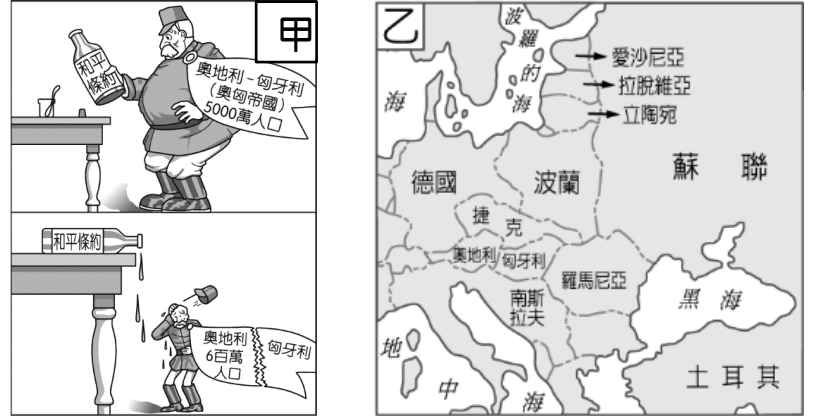 甲
和平
條約
奧地利－匈牙利
（奧匈帝國）
5000萬人口
和平條約
奧地利
6百萬
人口
匈牙利
乙
波羅的海
海
愛沙尼亞
拉脫維亞
立陶宛
蘇聯
德國
波蘭
捷克
奧地利
匈牙利
羅馬尼亞
南斯
拉夫
黑海
地中海
土耳其